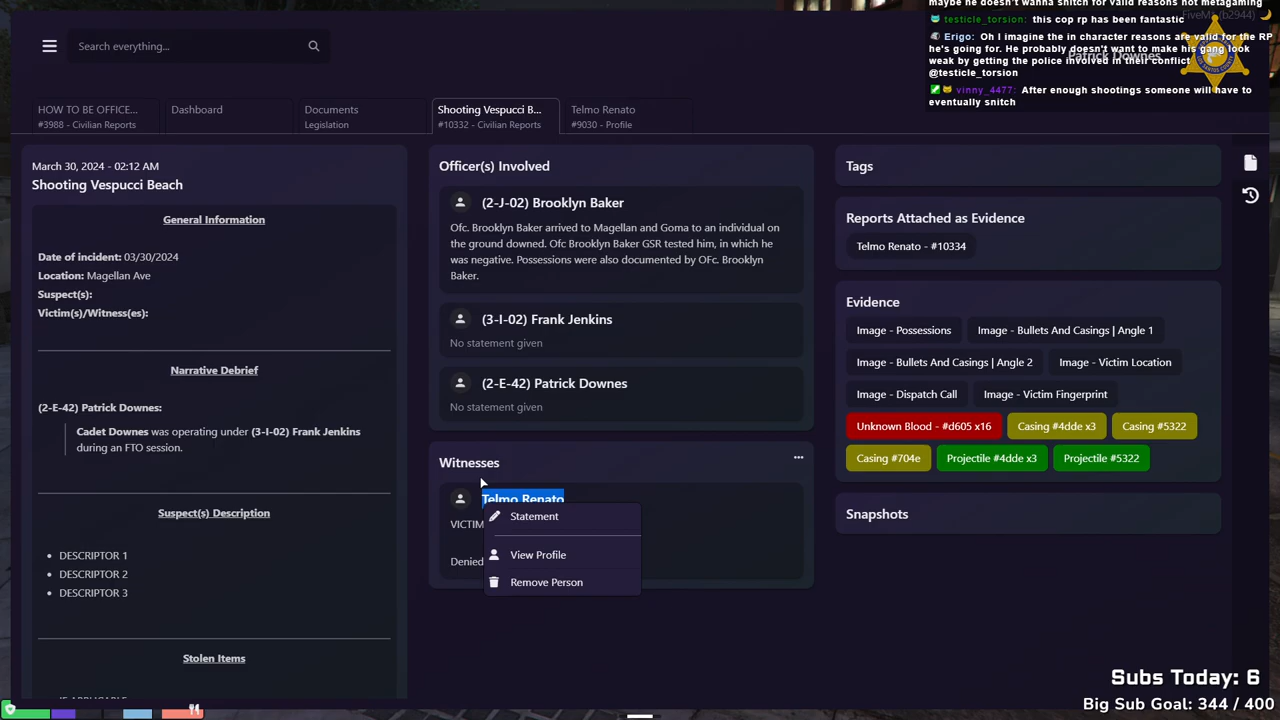 Search everything...
maybe he doesn't wanna snitch for valid reasons not metagaming
FiveM® (b2944)
testicle_torsion: this cop rp has been fantastic
Erigo: Oh I imagine the in character reasons are valid for the RP
he's going for. He probably doesn't want to make his gang look
weak by getting the police involved in their conflict
@testicle_torsion
Patrick Downes
vinny_4477: After enough shootings someone will have to
eventually snitch
HOW TO BE OFFICE...
#3988 - Civilian Reports
Dashboard
Documents
Legislation
Shooting Vespucci B...
#10332 - Civilian Reports
Telmo Renato
#9030 - Profile
March 30, 2024 - 02:12 AM
Shooting Vespucci Beach
General Information
Date of incident: 03/30/2024
Location: Magellan Ave
Suspect(s):
Victim(s)/Witness(es):
Narrative Debrief
(2-E-42) Patrick Downes:
Cadet Downes was operating under (3-I-02) Frank Jenkins
during an FTO session.
Suspect(s) Description
DESCRIPTOR 1
DESCRIPTOR 2
DESCRIPTOR 3
Stolen Items
Officer(s) Involved
(2-J-02) Brooklyn Baker
Ofc. Brooklyn Baker arrived to Magellan and Goma to an individual on
the ground downed. Ofc Brooklyn Baker GSR tested him, in which he
was negative. Possessions were also documented by OFc. Brooklyn
Baker.
(3-I-02) Frank Jenkins
No statement given
(2-E-42) Patrick Downes
No statement given
Witnesses
Telmo Renato
VICTIM
Denied
Statement
View Profile
Remove Person
Tags
Reports Attached as Evidence
Telmo Renato - #10334
Evidence
Image - Possessions
Image - Bullets And Casings | Angle 1
Image - Bullets And Casings | Angle 2
Image - Victim Location
Image - Dispatch Call
Image - Victim Fingerprint
Unknown Blood - #d605 x16
Casing #4dde x3
Casing #5322
Casing #704e
Projectile #4dde x3
Projectile #5322
Snapshots
Subs Today: 6
Big Sub Goal: 344 / 400